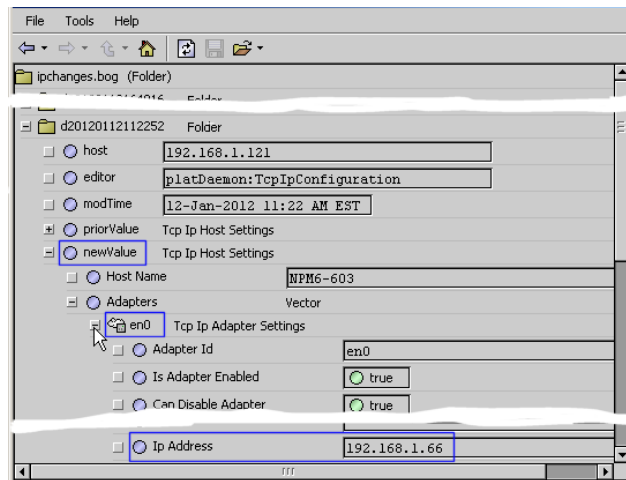 File Tools Help
ipchanges.bog (Folder)
Folder
d20120112112252 Folder
host 192.168.1.121
editor platDaemon:TcpIpConfiguration
modTime 12-Jan-2012 11:22 AM EST
priorValue Tcp Ip Host Settings
newValue Tcp Ip Host Settings
Host Name NPM6-603
Adapters Vector
en0 Tcp Ip Adapter Settings
Adapter Id en0
Is Adapter Enabled true
Can Disable Adapter true
Ip Address 192.168.1.66